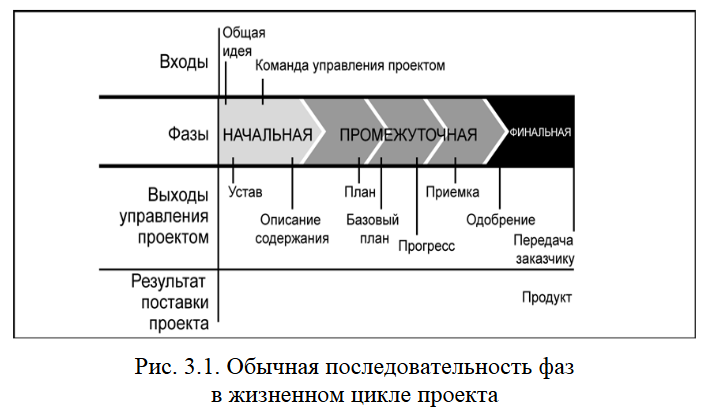 Общая
идея
Входы
Команда управления проектом
Фазы
НАЧАЛЬНАЯ
ПРОМЕЖУТОЧНАЯ
ФИНАЛЬНАЯ
Выходы
управления
проектом
Устав
Описание
содержания
План
Базовый
план
Прогресс
Приемка
Одобрение
Передача
заказчику
Результат
поставки
проекта
Продукт
Рис. 3.1. Обычная последовательность фаз
в жизненном цикле проекта